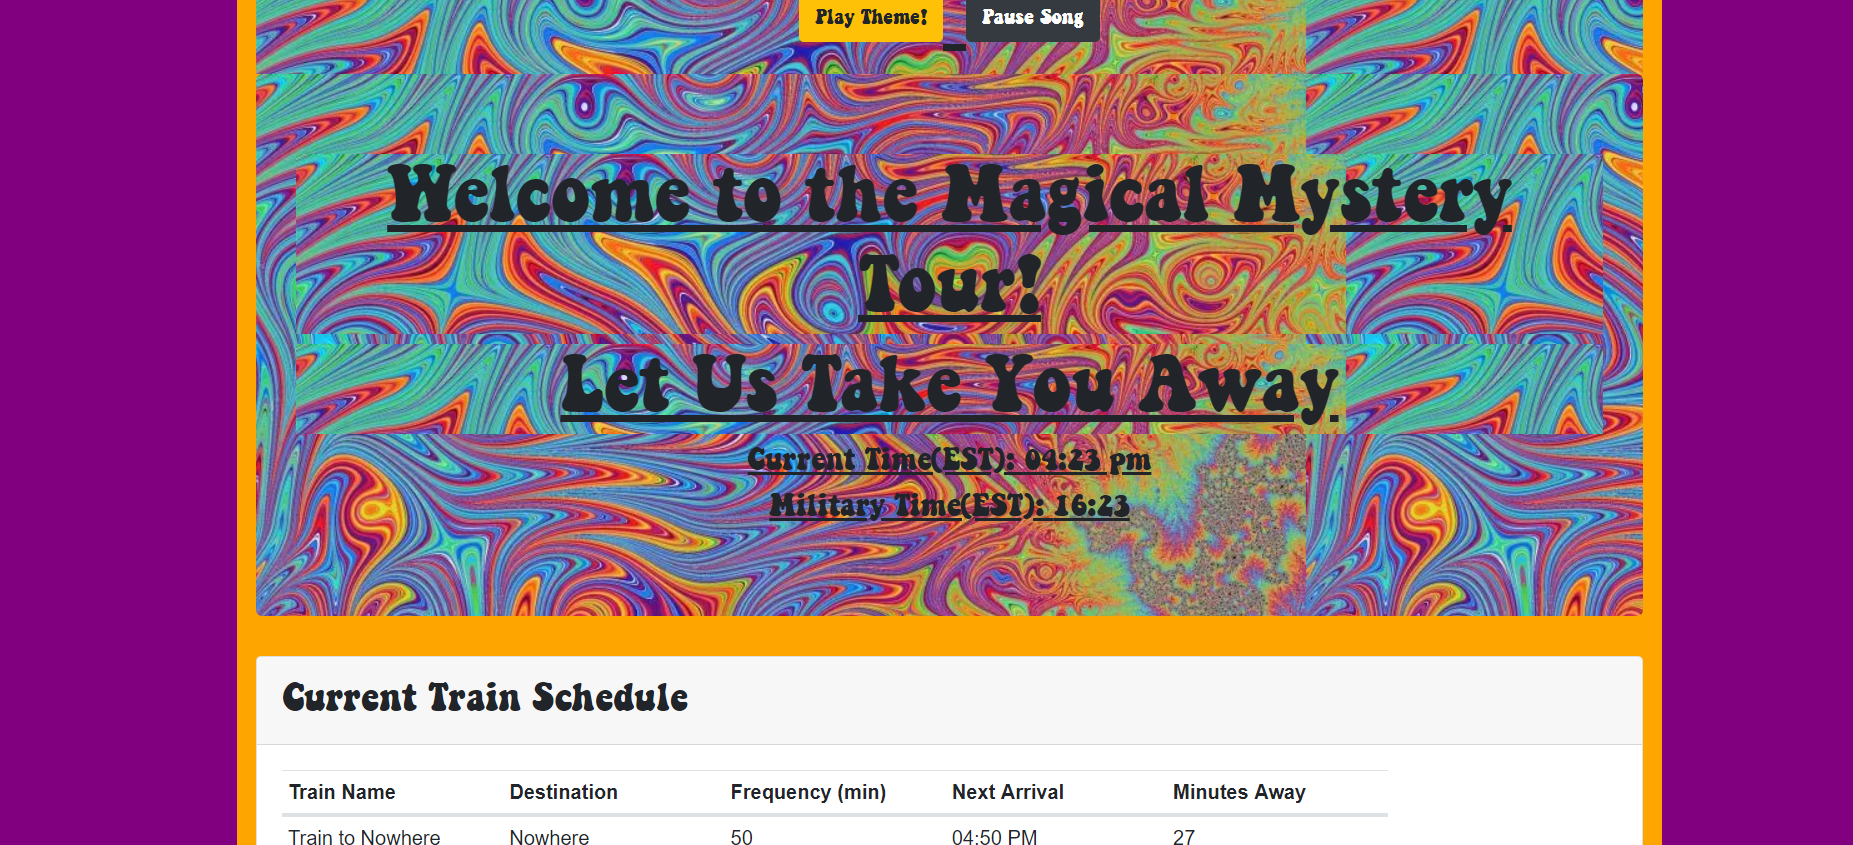 Play Theme! Pause Song
Welcome to the Magical Mystery
Tour!
Let Us Take You Away.
Current Time(EST): 04:23 pm
Military Time(EST): 16:23
Current Train Schedule
Train Name Destination Frequency (min) Next Arrival Minutes Away
Train to Nowhere Nowhere 50 04:50 PM 27